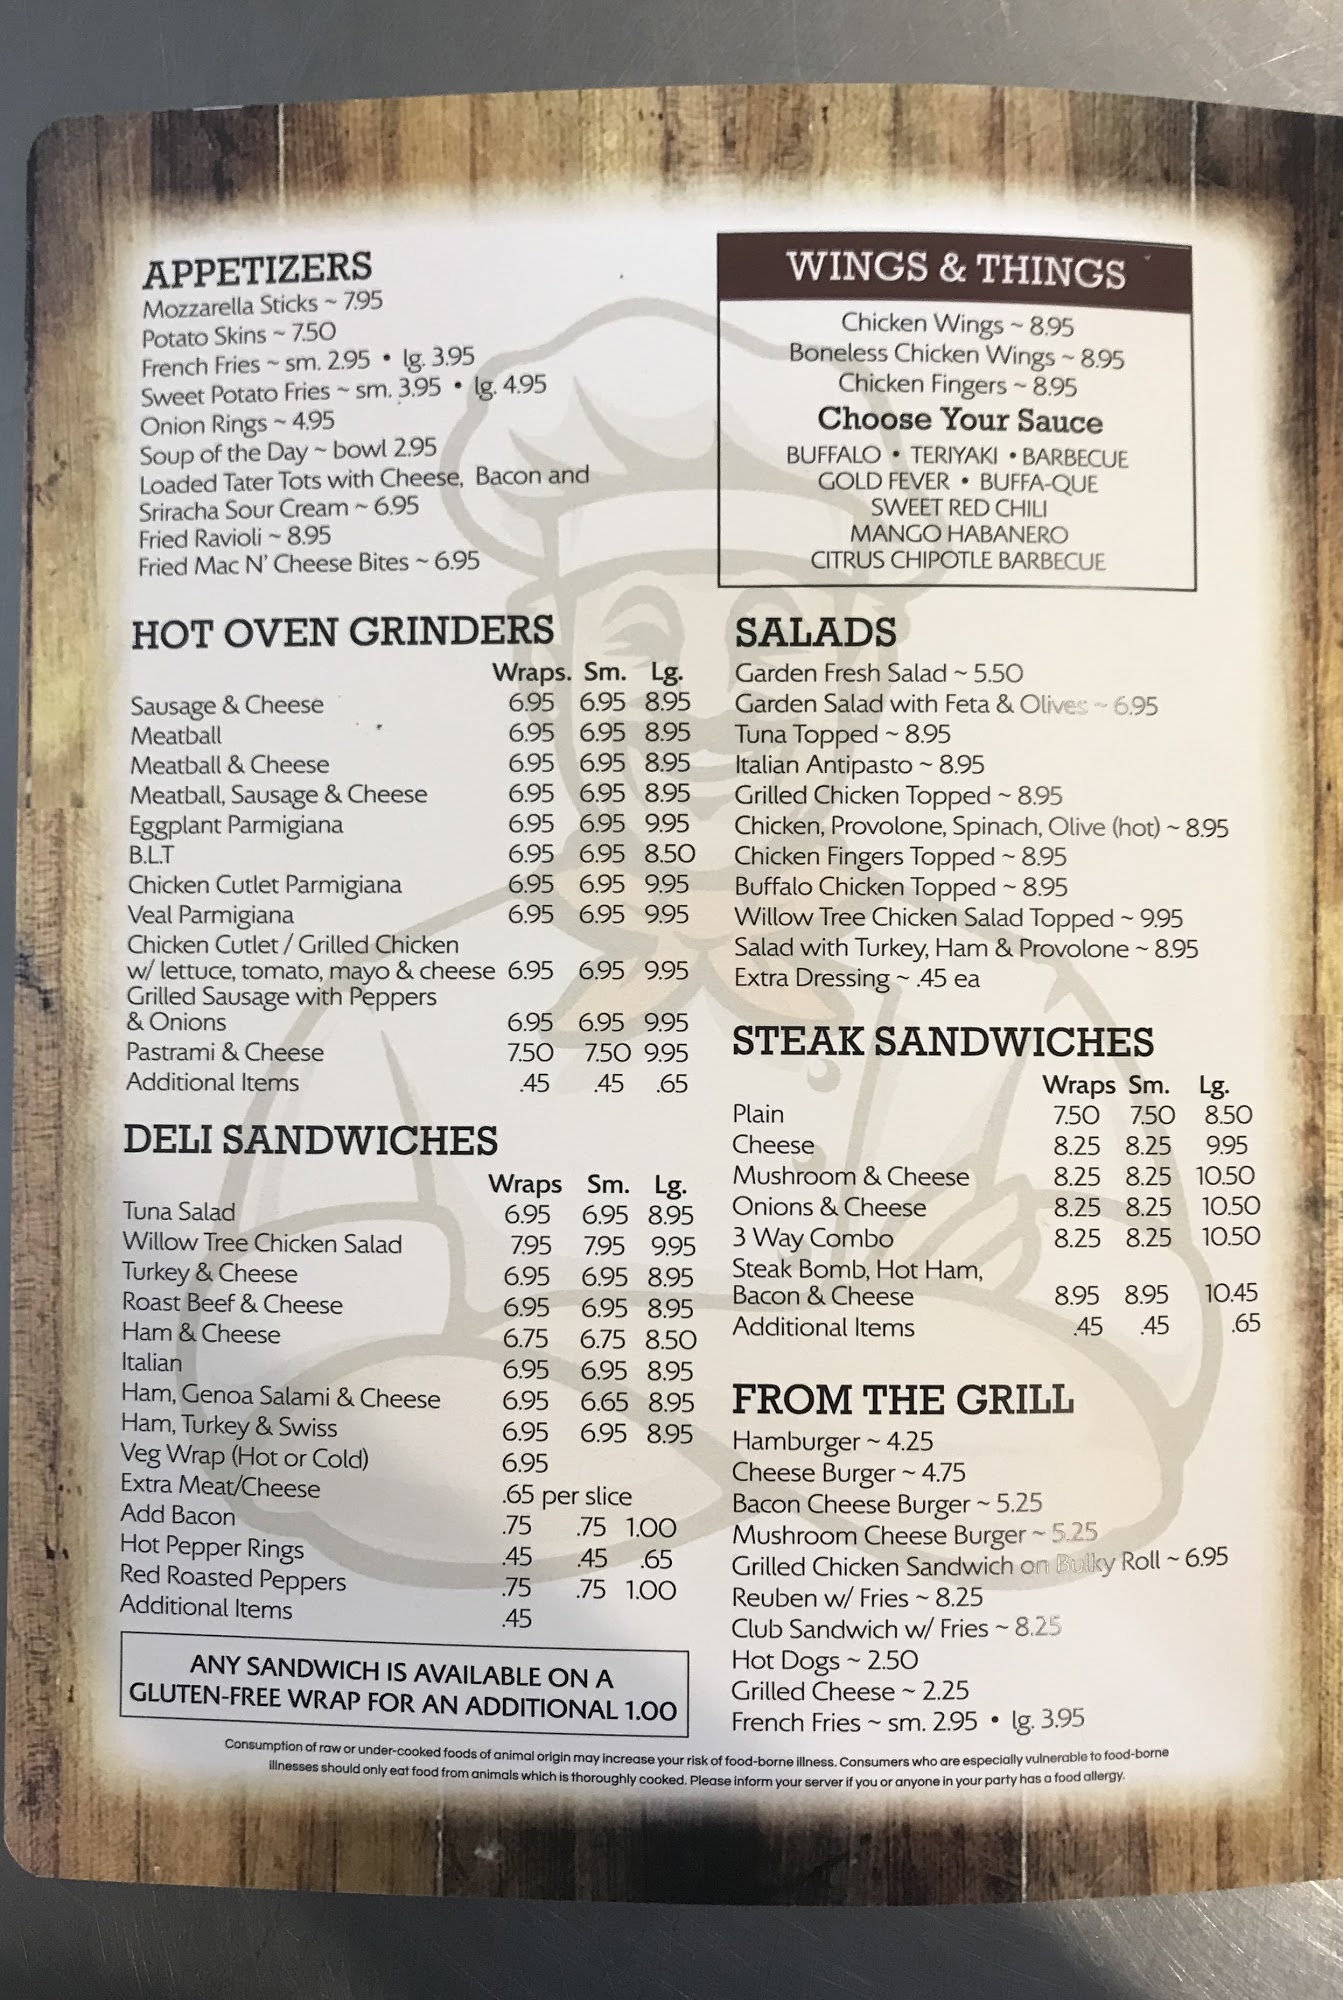 APPETIZERS
Mozzarella Sticks ~ 7.95
Potato Skins ~ 7.50
French Fries ~ sm. 2.95 • lg. 3.95
Sweet Potato Fries ~ sm. 3.95 • lg. 4.95
Onion Rings ~ 4.95
Soup of the Day ~ bowl 2.95
Loaded Tater Tots with Cheese, Bacon and
Sriracha Sour Cream ~ 6.95
Fried Ravioli ~ 8.95
Fried Mac N' Cheese Bites ~ 6.95
WINGS & THINGS
Chicken Wings ~ 8.95
Boneless Chicken Wings ~ 8.95
Chicken Fingers ~ 8.95
Choose Your Sauce
BUFFALO • TERIYAKI • BARBECUE
GOLD FEVER • BUFFA-QUE
SWEET RED CHILI
MANGO HABANERO
CITRUS CHIPOTLE BARBECUE
HOT OVEN GRINDERS
Wraps. Sm. Lg.
Sausage & Cheese 6.95 6.95 8.95
Meatball 6.95 6.95 8.95
Meatball & Cheese 6.95 6.95 8.95
Meatball, Sausage & Cheese 6.95 6.95 8.95
Eggplant Parmigiana 6.95 6.95 9.95
B.L.T 6.95 6.95 8.50
Chicken Cutlet Parmigiana 6.95 6.95 9.95
Veal Parmigiana 6.95 6.95 9.95
Chicken Cutlet / Grilled Chicken
w/ lettuce, tomato, mayo & cheese 6.95 6.95 9.95
Grilled Sausage with Peppers
& Onions 6.95 6.95 9.95
Pastrami & Cheese 7.50 7.50 9.95
Additional Items .45 .45 .65
DELI SANDWICHES
Wraps Sm. Lg.
Tuna Salad 6.95 6.95 8.95
Willow Tree Chicken Salad 7.95 7.95 9.95
Turkey & Cheese 6.95 6.95 8.95
Roast Beef & Cheese 6.95 6.95 8.95
Ham & Cheese 6.75 6.75 8.50
Italian 6.95 6.95 8.95
Ham, Genoa Salami & Cheese 6.95 6.65 8.95
Ham, Turkey & Swiss 6.95 6.95 8.95
Veg Wrap (Hot or Cold) 6.95
Extra Meat/Cheese .65 per slice
Add Bacon .75 .75 1.00
Hot Pepper Rings .45 .45 .65
Red Roasted Peppers .75 .75 1.00
Additional Items .45
ANY SANDWICH IS AVAILABLE ON A
GLUTEN-FREE WRAP FOR AN ADDITIONAL 1.00
SALADS
Garden Fresh Salad ~ 5.50
Garden Salad with Feta & Olives ~ 6.95
Tuna Topped ~ 8.95
Italian Antipasto ~ 8.95
Grilled Chicken Topped ~ 8.95
Chicken, Provolone, Spinach, Olive (hot) ~ 8.95
Chicken Fingers Topped ~ 8.95
Buffalo Chicken Topped ~ 8.95
Willow Tree Chicken Salad Topped ~ 9.95
Salad with Turkey, Ham & Provolone ~ 8.95
Extra Dressing ~ .45 ea
STEAK SANDWICHES
Wraps Sm. Lg.
Plain 7.50 7.50 8.50
Cheese 8.25 8.25 9.95
Mushroom & Cheese 8.25 8.25 10.50
Onions & Cheese 8.25 8.25 10.50
3 Way Combo 8.25 8.25 10.50
Steak Bomb, Hot Ham,
Bacon & Cheese 8.95 8.95 10.45
Additional Items .45 .45 .65
FROM THE GRILL
Hamburger ~ 4.25
Cheese Burger ~ 4.75
Bacon Cheese Burger ~ 5.25
Mushroom Cheese Burger ~ 5.25
Grilled Chicken Sandwich on Bulky Roll ~ 6.95
Reuben w/ Fries ~ 8.25
Club Sandwich w/ Fries ~ 8.25
Hot Dogs ~ 2.50
Grilled Cheese ~ 2.25
French Fries ~ sm. 2.95 • lg. 3.95
Consumption of raw or under-cooked foods of animal origin may increase your risk of food-borne illness. Consumers who are especially vulnerable to food-borne
illnesses should only eat food from animals which is thoroughly cooked. Please inform your server if you or anyone in your party has a food allergy.